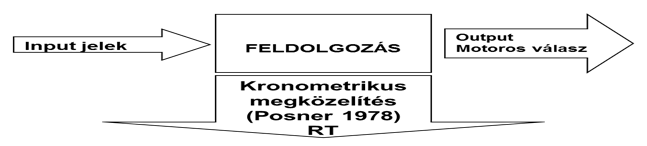 Input jelek
FELDOLGOZÁS
Output
Motoros válasz
Kronometrikus
megközelítés
(Posner 1978)
RT